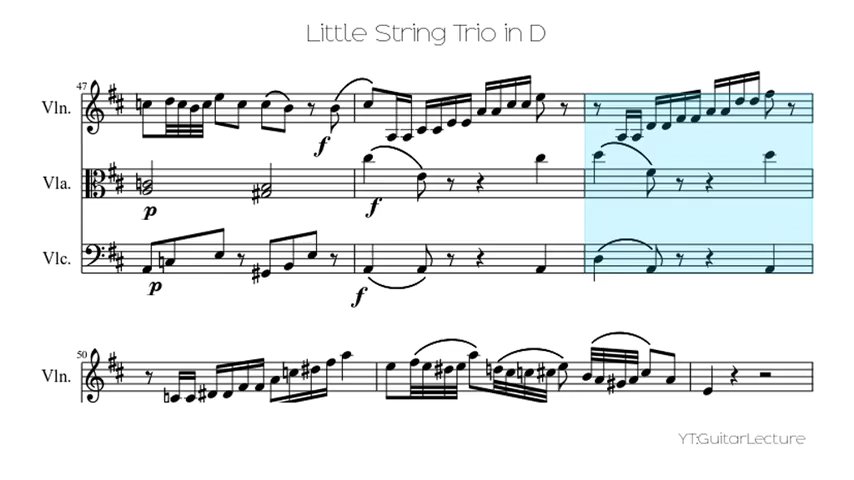 Little String Trio in D
47
Vln.
f
Vla.
p
f
Vlc.
p
f
50
Vln.
YT:GuitarLecture